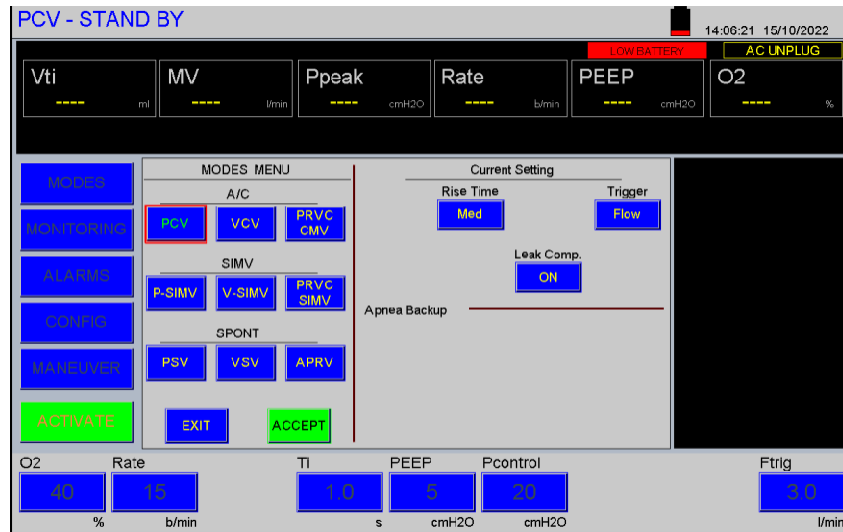 PCV - STAND BY
14:06:21 15/10/2022
LOW BATTERY AC UNPLUG
Vti MV Ppeak Rate PEEP O2
---- ml ---- l/min ---- cmH2O ---- b/min ---- cmH2O ---- %
MODES
MONITORING
ALARMS
CONFIG
MANEUVER
ACTIVATE
MODES MENU
A/C
PCV VCV PRVC CMV
SIMV
P-SIMV V-SIMV PRVC SIMV
SPONT
PSV VSV APRV
EXIT ACCEPT
Current Setting
Rise Time Trigger
Med Flow
Leak Comp.
ON
Apnea Backup
O2 Rate Ti PEEP Pcontrol Ftrig
40 15 1.0 5 20 3.0
% b/min s cmH2O cmH2O l/min